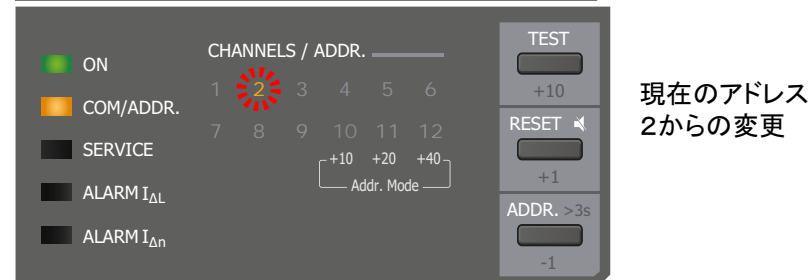 ON
COM/ADDR.
SERVICE
ALARM IΔL
ALARM IΔn
CHANNELS / ADDR.
1 2 3 4 5 6
7 8 9 10 11 12
+10 +20 +40
Addr. Mode
TEST
+10
RESET
+1
ADDR. >3s
-1
現在のアドレス
２からの変更